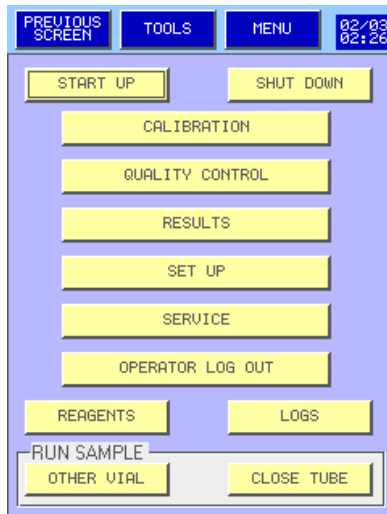 PREVIOUS SCREEN
TOOLS
MENU
02/03
02:26
START UP
SHUT DOWN
CALIBRATION
QUALITY CONTROL
RESULTS
SET UP
SERVICE
OPERATOR LOG OUT
REAGENTS
LOGS
RUN SAMPLE
OTHER VIAL
CLOSE TUBE